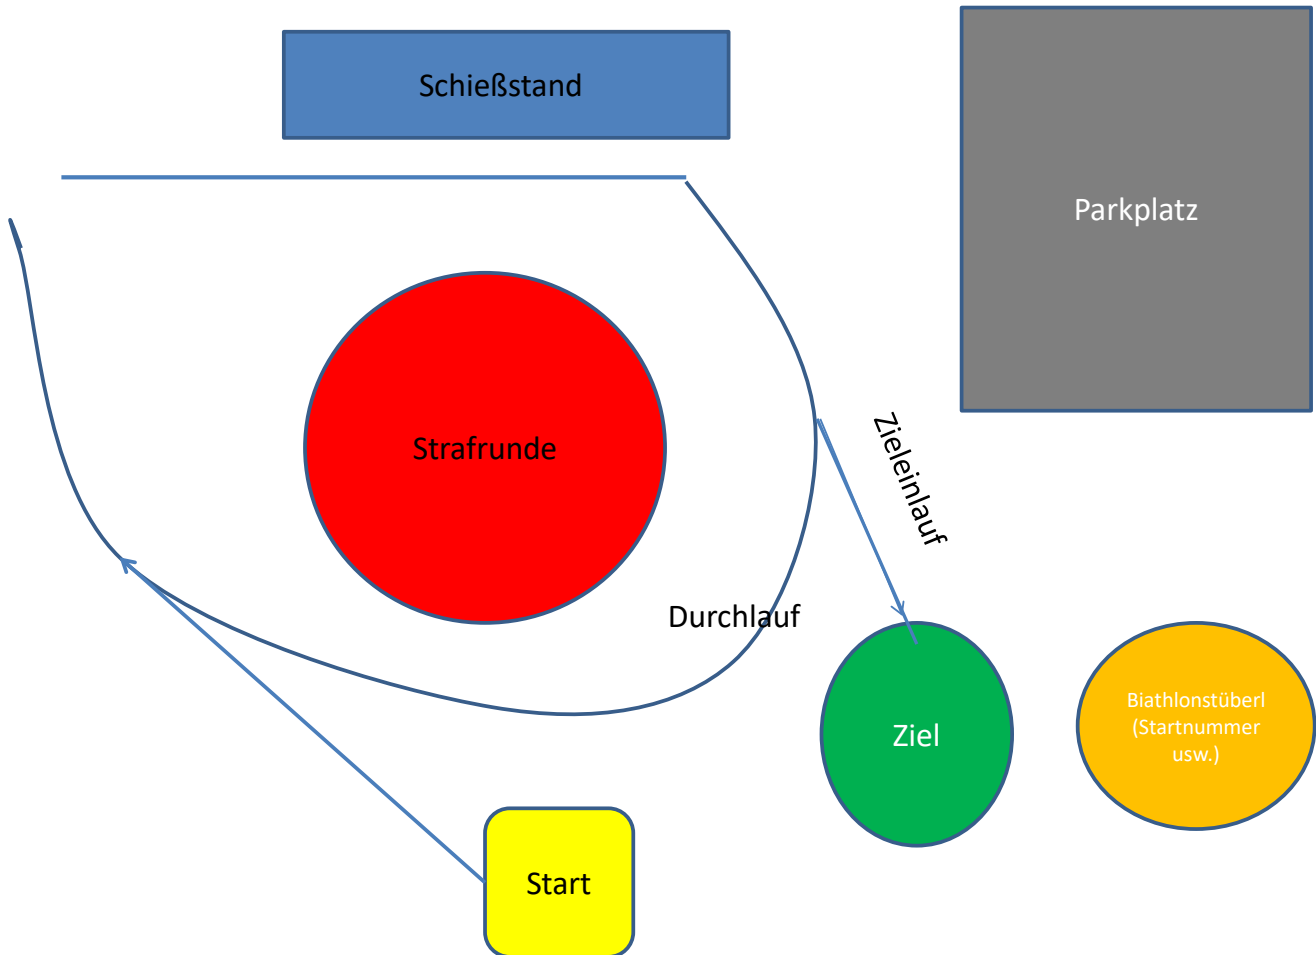 Schießstand
Parkplatz
Strafrunde
Zieleinlauf
Durchlauf
Biathlonstüberl
(Startnummer
usw.)
Ziel
Start